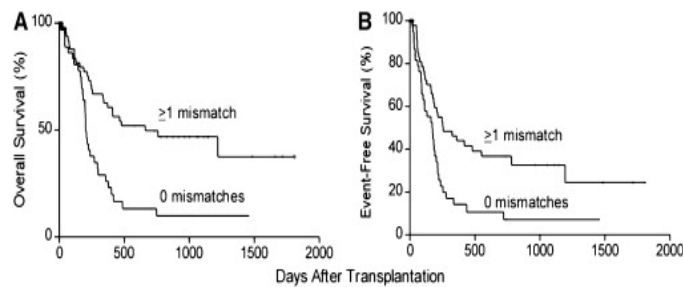 A
Overall Survival (%)
100
50
0
≥1 mismatch
0 mismatches
0
500
1000
1500
2000
B
Event-Free Survival (%)
100
80
60
40
20
0
≥1 mismatch
0 mismatches
0
500
1000
1500
2000
Days After Transplantation